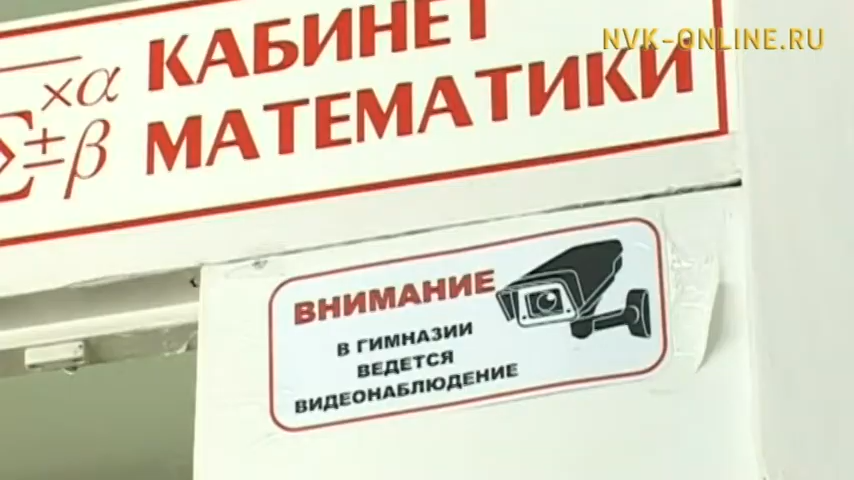 NVK-ONLINE.RU
КАБИНЕТ
×α
МАТЕМАТИКИ
Σ±β
ВНИМАНИЕ
В ГИМНАЗИИ
ВЕДЕТСЯ
ВИДЕОНАБЛЮДЕНИЕ